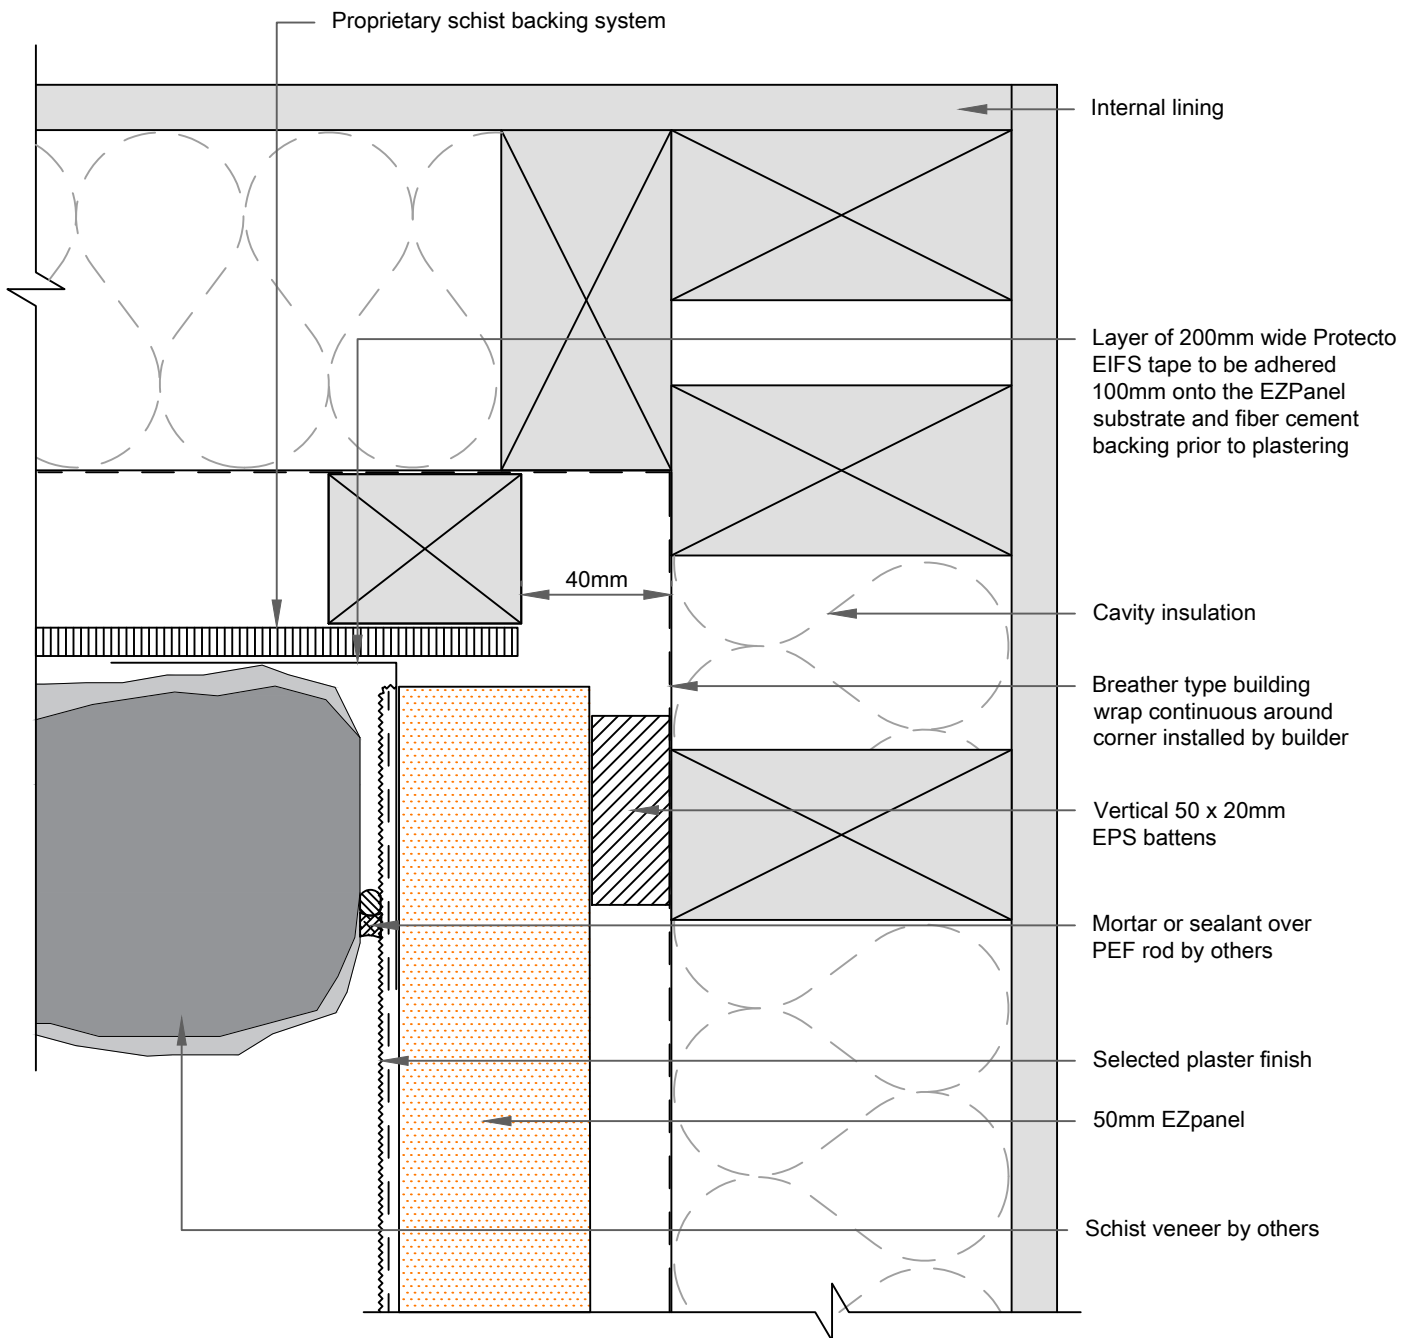 Proprietary schist backing system
Internal lining
Layer of 200mm wide Protecto
EIFS tape to be adhered
100mm onto the EZPanel
substrate and fiber cement
backing prior to plastering
40mm
Cavity insulation
Breather type building
wrap continuous around
corner installed by builder
Vertical 50 x 20mm
EPS battens
Mortar or sealant over
PEF rod by others
Selected plaster finish
50mm EZpanel
Schist veneer by others